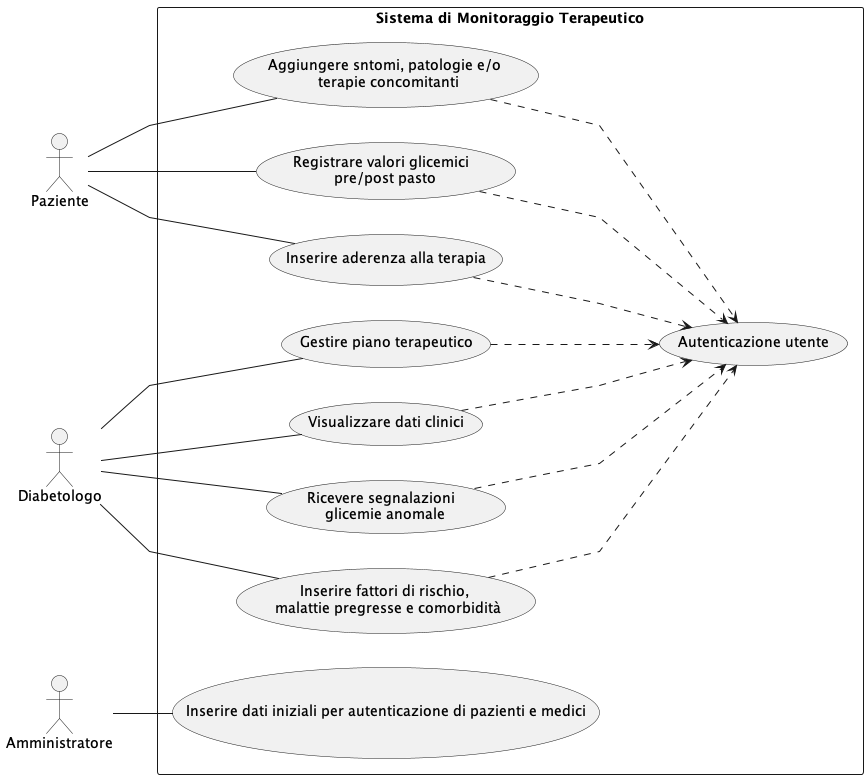 Sistema di Monitoraggio Terapeutico
Aggiungere sntomi, patologie e/o
terapie concomitanti
Registrare valori glicemici
pre/post pasto
Paziente
Inserire aderenza alla terapia
Gestire piano terapeutico
Autenticazione utente
Visualizzare dati clinici
Diabetologo
Ricevere segnalazioni
glicemie anomale
Inserire fattori di rischio,
malattie pregresse e comorbidità
Inserire dati iniziali per autenticazione di pazienti e medici
Amministratore